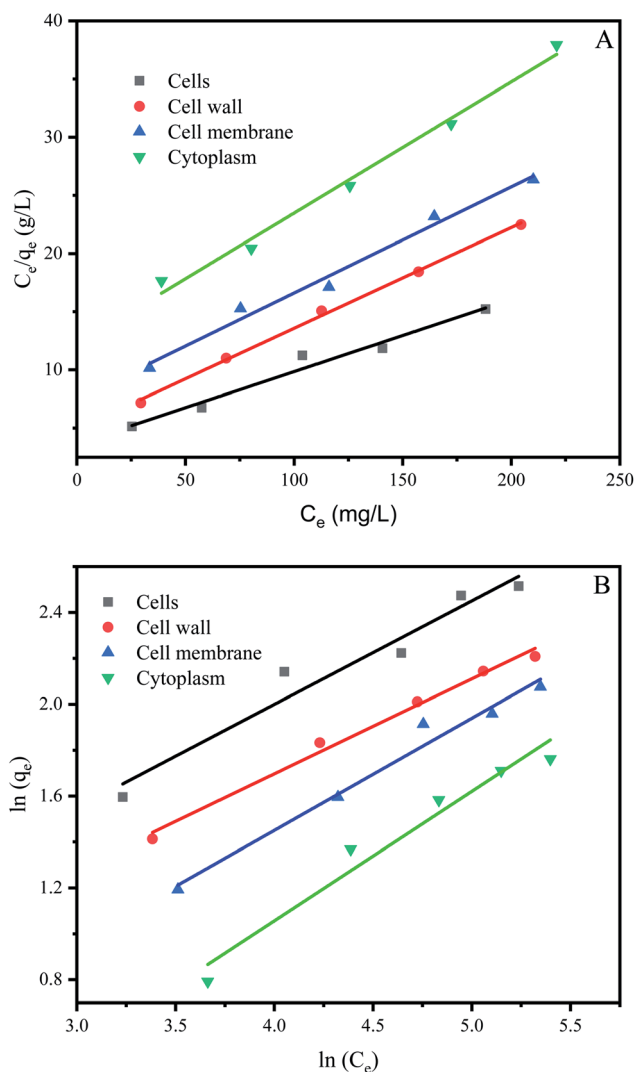 A
Cells
Cell wall
Cell membrane
Cytoplasm
40
30
20
10
Cₑ/qₑ (g/L)
0 50 100 150 200 250
Cₑ (mg/L)
B
Cells
Cell wall
Cell membrane
Cytoplasm
2.4
2.0
1.6
1.2
0.8
ln (qₑ)
3.0 3.5 4.0 4.5 5.0 5.5
ln (Cₑ)